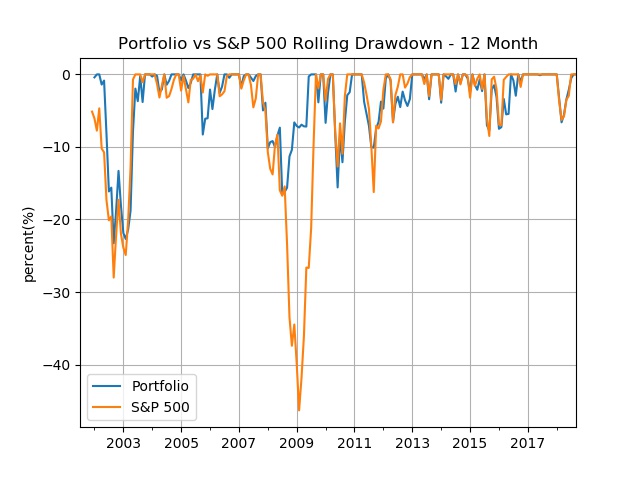 Portfolio vs S&P 500 Rolling Drawdown - 12 Month
0
−10
−20
−30
−40
percent(%)
Portfolio
S&P 500
2003 2005 2007 2009 2011 2013 2015 2017